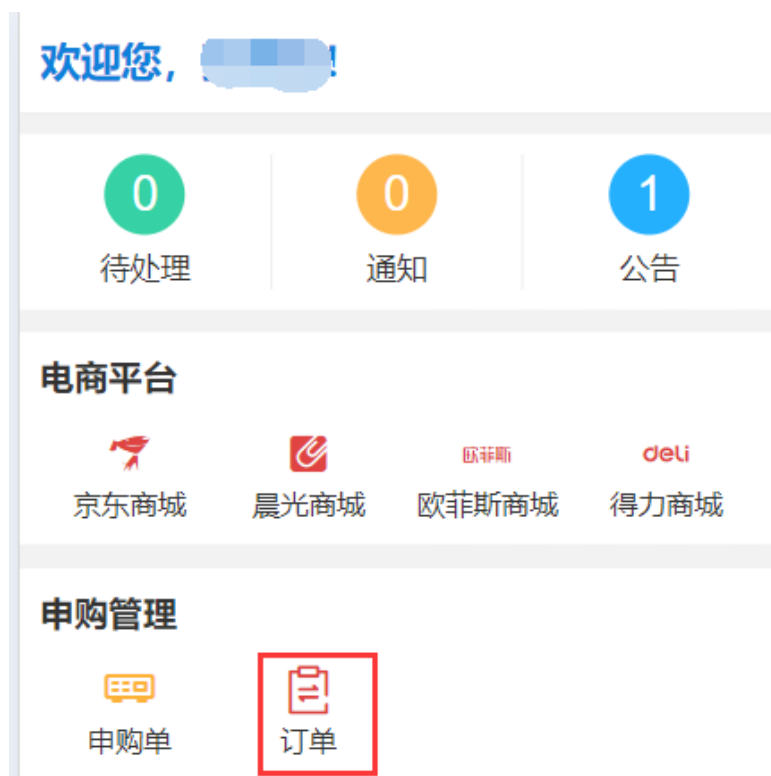 欢迎您，
!
0 0 1
待处理 通知 公告
电商平台
欧菲斯 deli
京东商城 晨光商城 欧菲斯商城 得力商城
申购管理
申购单 订单